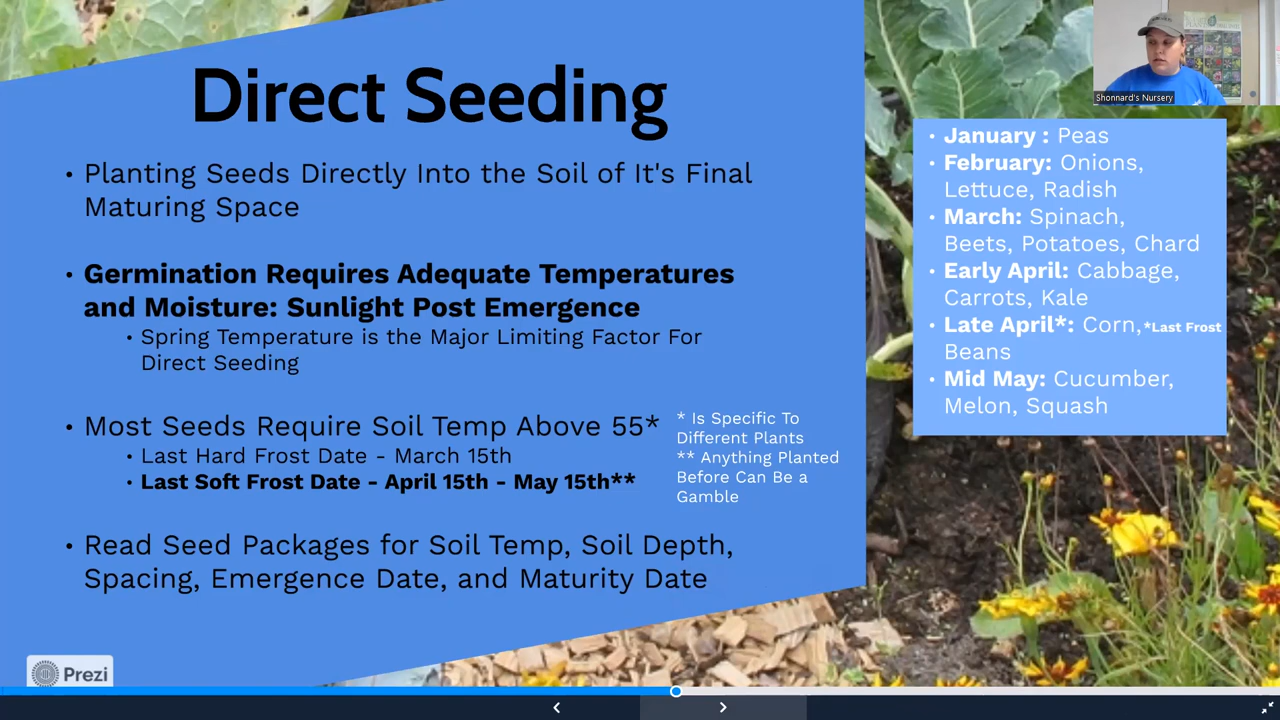 Direct Seeding
• Planting Seeds Directly Into the Soil of It's Final
Maturing Space
• Germination Requires Adequate Temperatures
and Moisture: Sunlight Post Emergence
• Spring Temperature is the Major Limiting Factor For
Direct Seeding
• Most Seeds Require Soil Temp Above 55*
• Last Hard Frost Date - March 15th
• Last Soft Frost Date - April 15th - May 15th**
* Is Specific To
Different Plants
** Anything Planted
Before Can Be a
Gamble
• Read Seed Packages for Soil Temp, Soil Depth,
Spacing, Emergence Date, and Maturity Date
Shonnard's Nursery
• January : Peas
• February: Onions,
Lettuce, Radish
• March: Spinach,
Beets, Potatoes, Chard
• Early April: Cabbage,
Carrots, Kale
• Late April*: Corn,*Last Frost
Beans
• Mid May: Cucumber,
Melon, Squash
Prezi